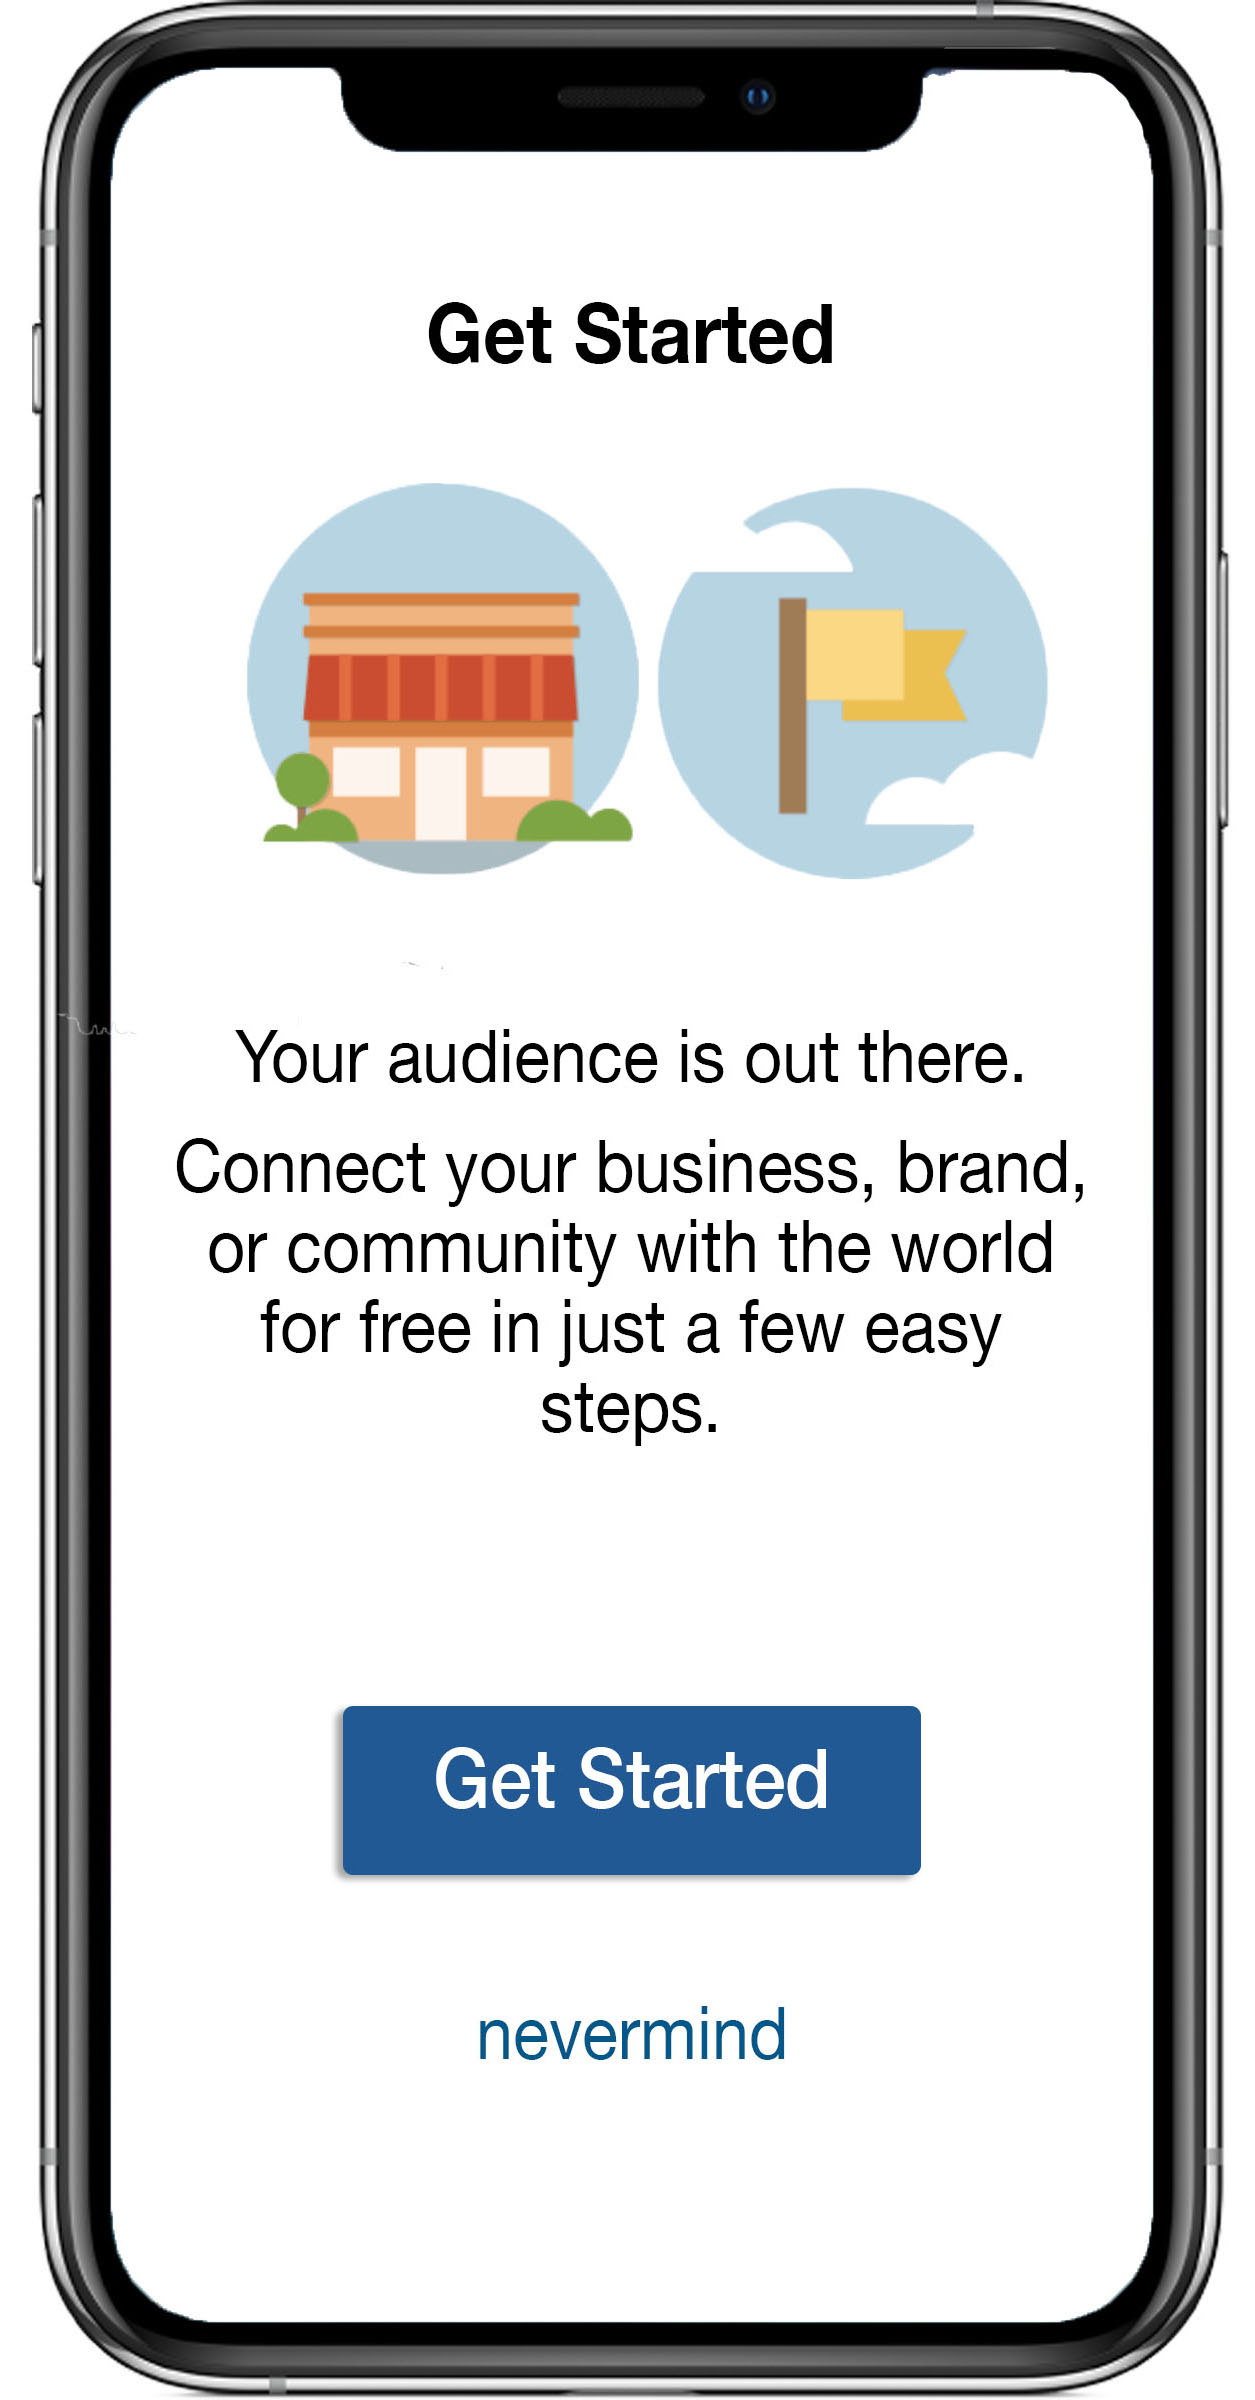 Get Started
Your audience is out there.
Connect your business, brand,
or community with the world
for free in just a few easy
steps.
Get Started
nevermind